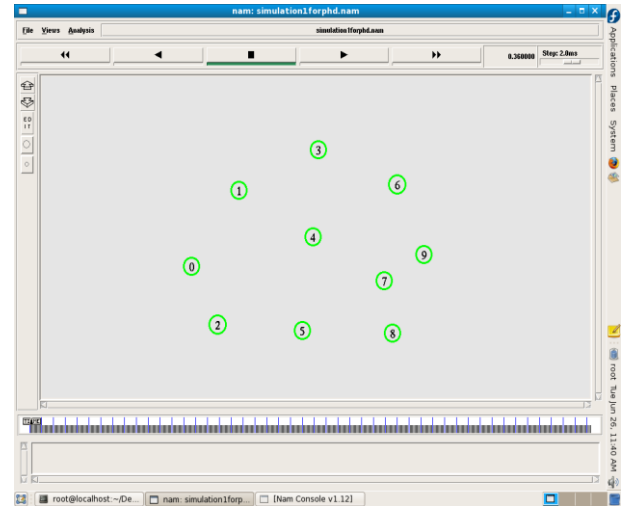 nam: simulation1forphd.nam
File Views Analysis simulation1forphd.nam
0.360000 Step: 2.0ms
ED
IT
3
1
6
4
9
0
7
2
5
8
root@localhost:~/De... nam: simulation1forp... [Nam Console v1.12]
Applications Places System
root Tue Jun 26, 11:40 AM